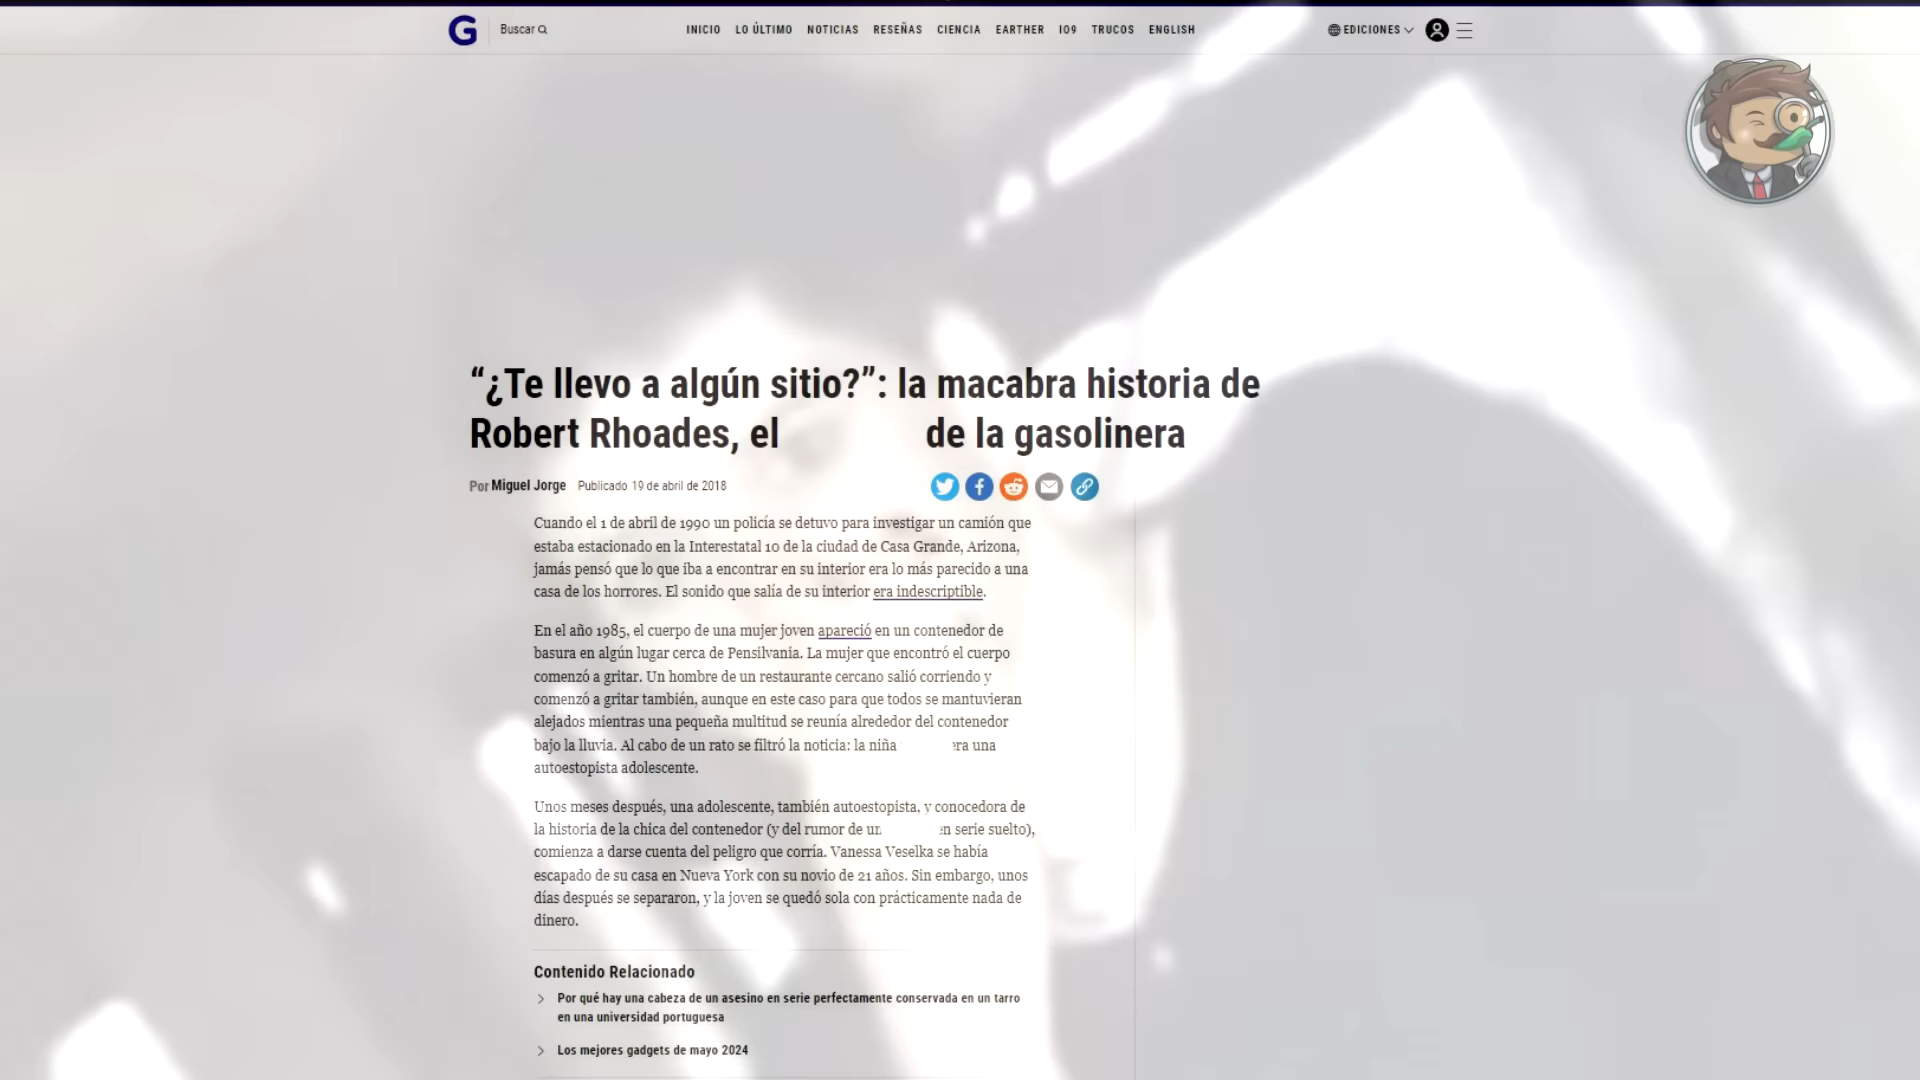 G
Buscar
INICIO LO ÚLTIMO NOTICIAS RESEÑAS CIENCIA EARTHER IO9 TRUCOS ENGLISH
EDICIONES
“¿Te llevo a algún sitio?”: la macabra historia de
Robert Rhoades, el de la gasolinera
Por Miguel Jorge Publicado 19 de abril de 2018
Cuando el 1 de abril de 1990 un policía se detuvo para investigar un camión que
estaba estacionado en la Interestatal 10 de la ciudad de Casa Grande, Arizona,
jamás pensó que lo que iba a encontrar en su interior era lo más parecido a una
casa de los horrores. El sonido que salía de su interior era indescriptible.
En el año 1985, el cuerpo de una mujer joven apareció en un contenedor de
basura en algún lugar cerca de Pensilvania. La mujer que encontró el cuerpo
comenzó a gritar. Un hombre de un restaurante cercano salió corriendo y
comenzó a gritar también, aunque en este caso para que todos se mantuvieran
alejados mientras una pequeña multitud se reunía alrededor del contenedor
bajo la lluvia. Al cabo de un rato se filtró la noticia: la niña era una
autoestopista adolescente.
Unos meses después, una adolescente, también autoestopista, y conocedora de
la historia de la chica del contenedor (y del rumor de un en serie suelto),
comienza a darse cuenta del peligro que corría. Vanessa Veselka se había
escapado de su casa en Nueva York con su novio de 21 años. Sin embargo, unos
días después se separaron, y la joven se quedó sola con prácticamente nada de
dinero.
Contenido Relacionado
Por qué hay una cabeza de un asesino en serie perfectamente conservada en un tarro
en una universidad portuguesa
Los mejores gadgets de mayo 2024